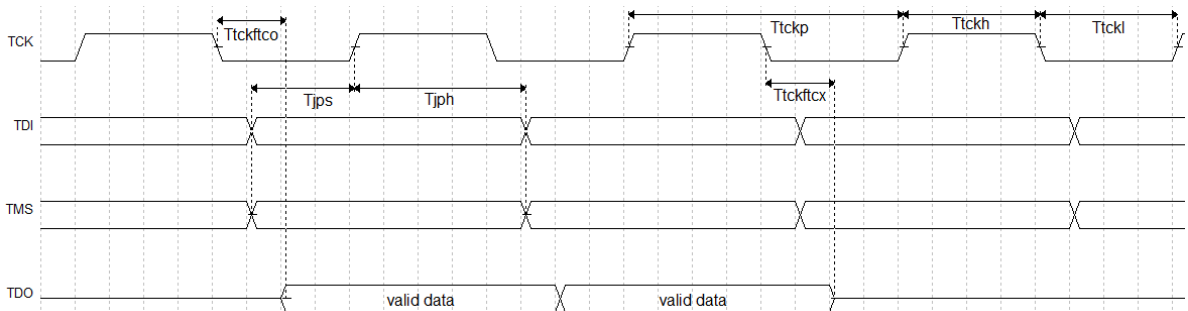 TCK
Ttckftco
Ttckp
Ttckh
Ttckl
Tjps
Tjph
Ttckftcx
TDI
TMS
TDO
valid data
valid data